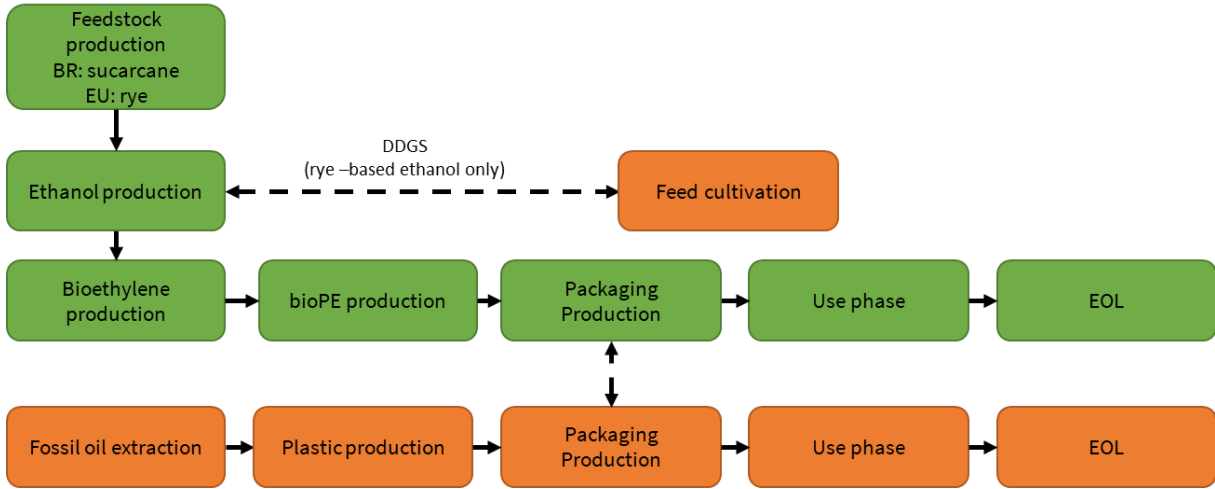 Feedstock
production
BR: sucarcane
EU: rye
DDGS
(rye –based ethanol only)
Ethanol production
Feed cultivation
Bioethylene
production
bioPE production
Packaging
Production
Use phase
EOL
Fossil oil extraction
Plastic production
Packaging
Production
Use phase
EOL